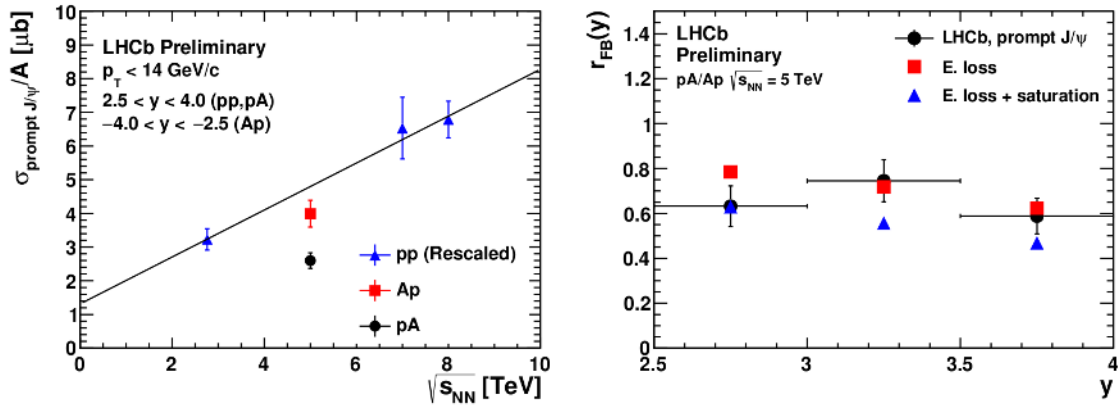 σ_prompt J/ψ/A [μb]
10
9
8
7
6
5
4
3
2
1
0
LHCb Preliminary
p_T < 14 GeV/c
2.5 < y < 4.0 (pp,pA)
−4.0 < y < −2.5 (Ap)
pp (Rescaled)
Ap
pA
0 2 4 6 8 10
√s_NN [TeV]
r_FB(y)
1.4
1.2
1
0.8
0.6
0.4
0.2
0
LHCb
Preliminary
pA/Ap √s_NN = 5 TeV
LHCb, prompt J/ψ
E. loss
E. loss + saturation
2.5 3 3.5 4
y